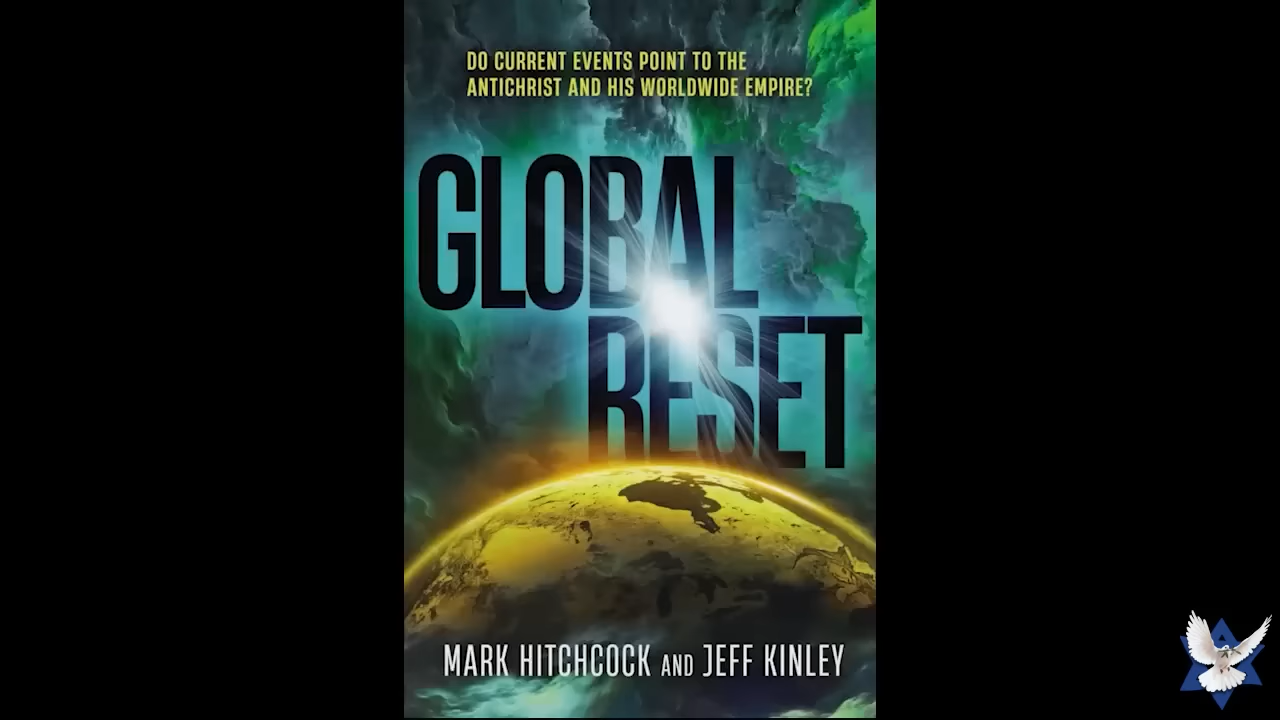 DO CURRENT EVENTS POINT TO THE
ANTICHRIST AND HIS WORLDWIDE EMPIRE?
GLOBAL
RESET
MARK HITCHCOCK AND JEFF KINLEY